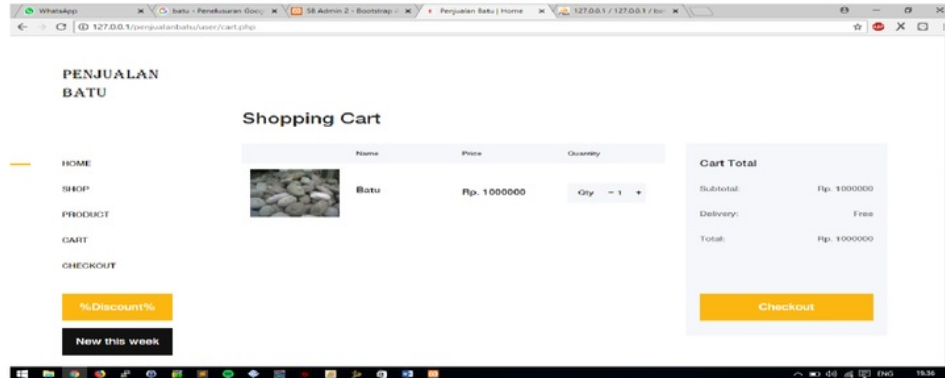 WhatsApp
batu - Penelusuran Goog
SB Admin 2 - Bootstrap
Penjualan Batu | Home
127.0.0.1 / 127.0.0.1 /
127.0.0.1/penjualanbatu/user/cart.php
PENJUALAN
BATU
Shopping Cart
Name Price Quantity
Batu Rp. 1000000 Qty - 1 +
HOME
SHOP
PRODUCT
CART
CHECKOUT
%Discount%
New this week
Cart Total
Subtotal: Rp. 1000000
Delivery: Free
Total: Rp. 1000000
Checkout
ENG 19.36